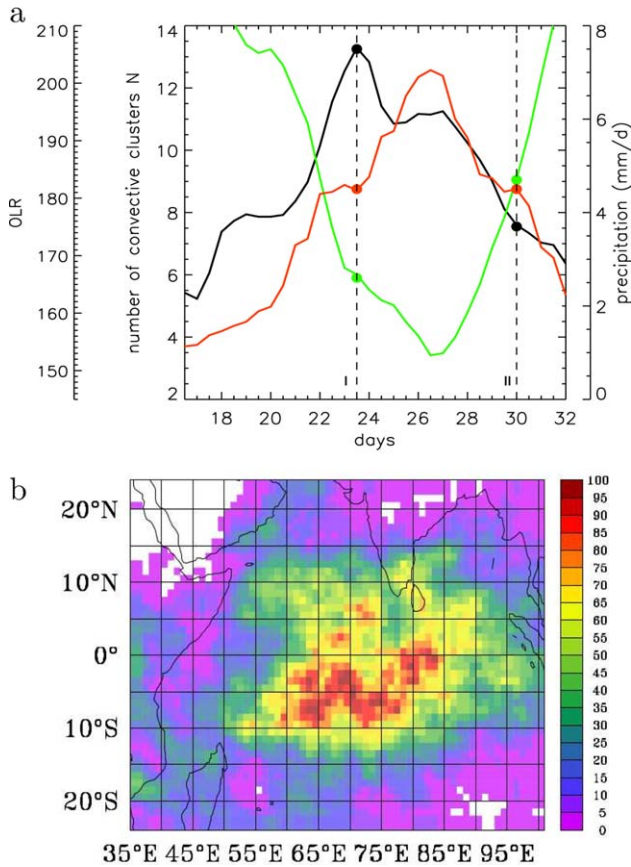 a
210
200
190
180
170
160
150
OLR
14
12
10
8
6
4
2
number of convective clusters N
8
6
4
2
0
precipitation (mm/d)
I
II
18 20 22 24 26 28 30 32
days
b
20°N
10°N
0°
10°S
20°S
35°E 45°E 55°E 65°E 75°E 85°E 95°E
100
95
90
85
80
75
70
65
60
55
50
45
40
35
30
25
20
15
10
5
0